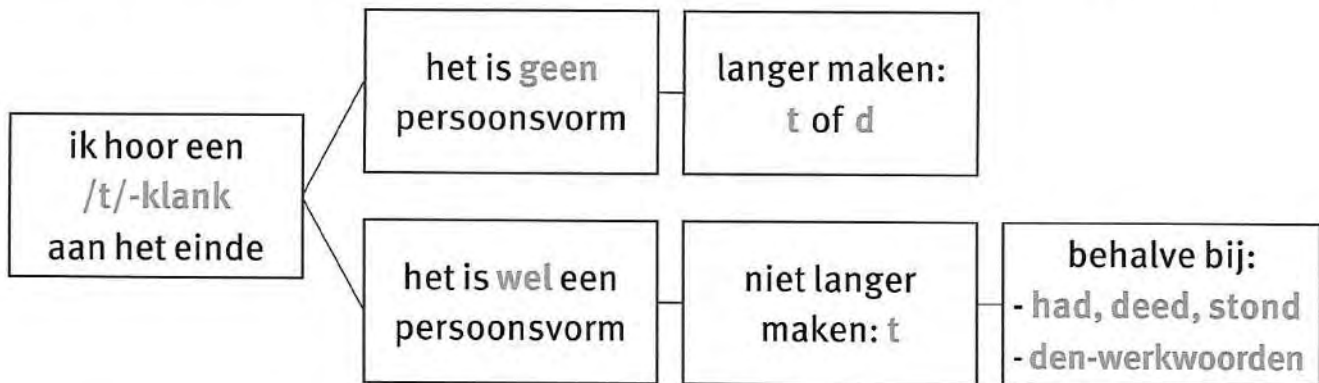 ik hoor een
/t/-klank
aan het einde
het is geen
persoonsvorm
langer maken:
t of d
het is wel een
persoonsvorm
niet langer
maken: t
behalve bij:
- had, deed, stond
- den-werkwoorden